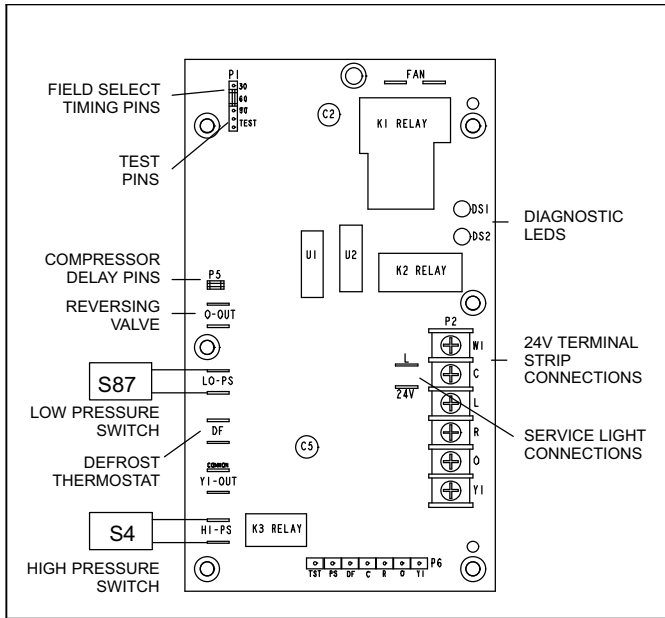 P1
30
60
90
TEST
FIELD SELECT
TIMING PINS
TEST
PINS
COMPRESSOR
DELAY PINS
REVERSING
VALVE
S87
LOW PRESSURE
SWITCH
DEFROST
THERMOSTAT
S4
HIGH PRESSURE
SWITCH
P5
O-OUT
LO-PS
DF
COMMON
Y1-OUT
HI-PS
FAN
C2
K1 RELAY
DS1
DS2
U1
U2
K2 RELAY
P2
W1
C
L
R
O
Y1
L
24V
C5
K3 RELAY
P6
TST PS DF C R O Y1
DIAGNOSTIC
LEDS
24V TERMINAL
STRIP
CONNECTIONS
SERVICE LIGHT
CONNECTIONS